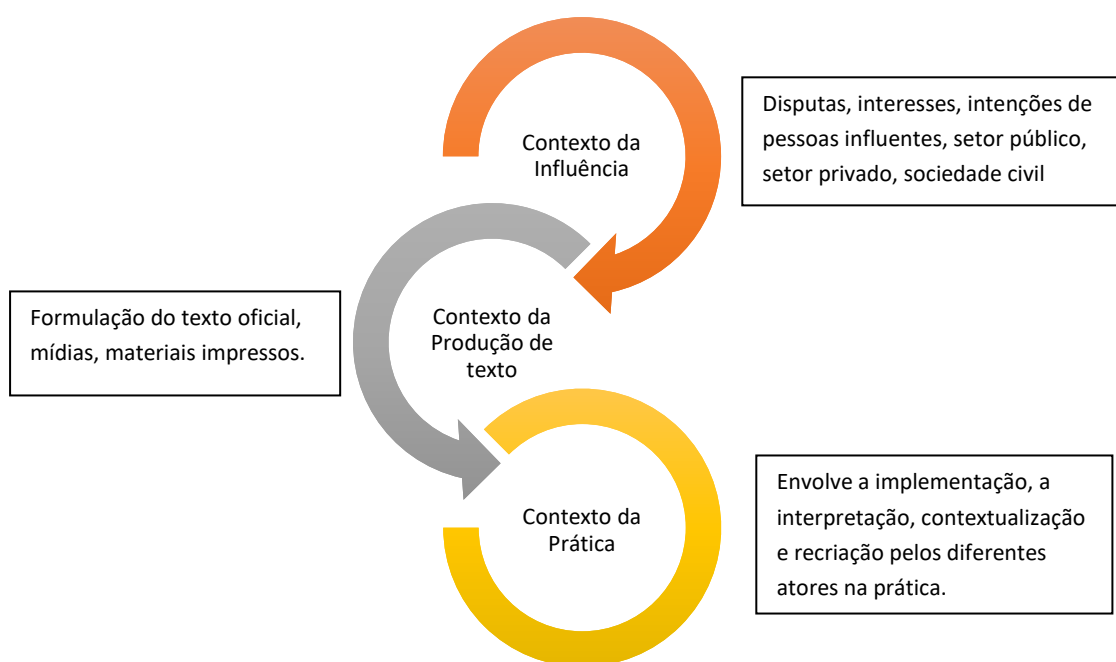 Contexto da
Influência
Disputas, interesses, intenções de
pessoas influentes, setor público,
setor privado, sociedade civil
Formulação do texto oficial,
mídias, materiais impressos.
Contexto da
Produção de
texto
Contexto da
Prática
Envolve a implementação, a
interpretação, contextualização
e recriação pelos diferentes
atores na prática.